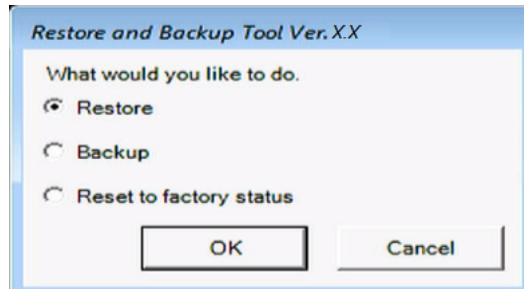 Restore and Backup Tool Ver. X.X
What would you like to do.
Restore
Backup
Reset to factory status
OK Cancel